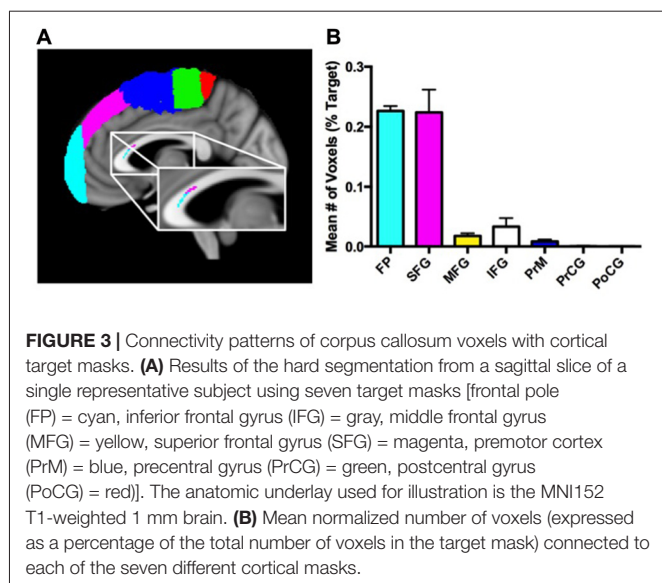 A
B
Mean # of Voxels (% Target)
0.3
0.2
0.1
0.0
FP
SFG
MFG
IFG
PrM
PrCG
PoCG
FIGURE 3 | Connectivity patterns of corpus callosum voxels with cortical
target masks. (A) Results of the hard segmentation from a sagittal slice of a
single representative subject using seven target masks [frontal pole
(FP) = cyan, inferior frontal gyrus (IFG) = gray, middle frontal gyrus
(MFG) = yellow, superior frontal gyrus (SFG) = magenta, premotor cortex
(PrM) = blue, precentral gyrus (PrCG) = green, postcentral gyrus
(PoCG) = red)]. The anatomic underlay used for illustration is the MNI152
T1-weighted 1 mm brain. (B) Mean normalized number of voxels (expressed
as a percentage of the total number of voxels in the target mask) connected to
each of the seven different cortical masks.